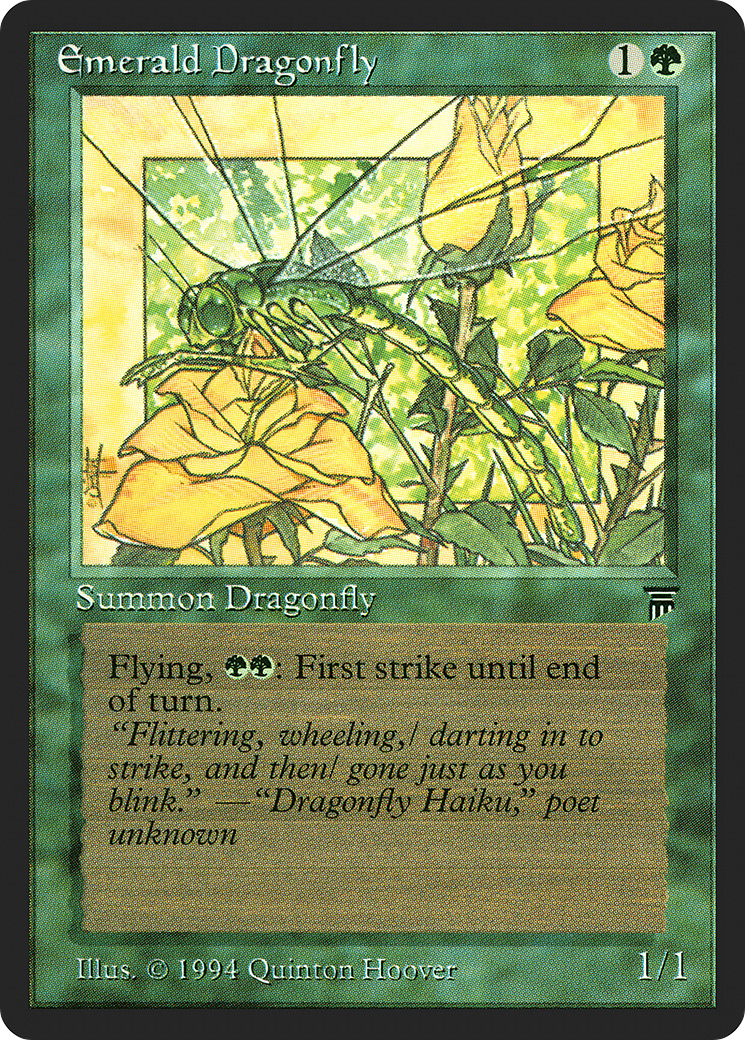 Emerald Dragonfly 1
Summon Dragonfly
Flying, : First strike until end
of turn.
“Flittering, wheeling,/ darting in to
strike, and then/ gone just as you
blink.” —“Dragonfly Haiku,” poet
unknown
Illus. © 1994 Quinton Hoover
1/1